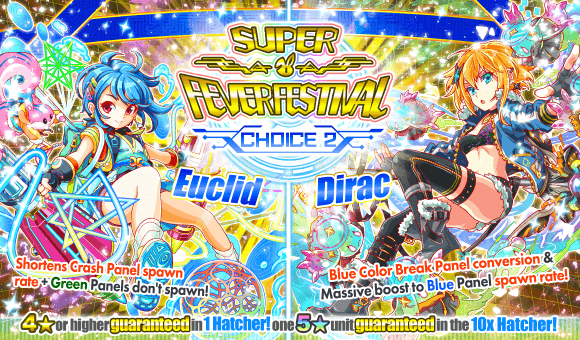 SUPER
FEVER FESTIVAL
CHOICE 2
Euclid
Dirac
Shortens Crash Panel spawn
rate + Green Panels don't spawn!
Blue Color Break Panel conversion &
Massive boost to Blue Panel spawn rate!
4★ or higher guaranteed in 1 Hatcher! one 5★ unit guaranteed in the 10x Hatcher!